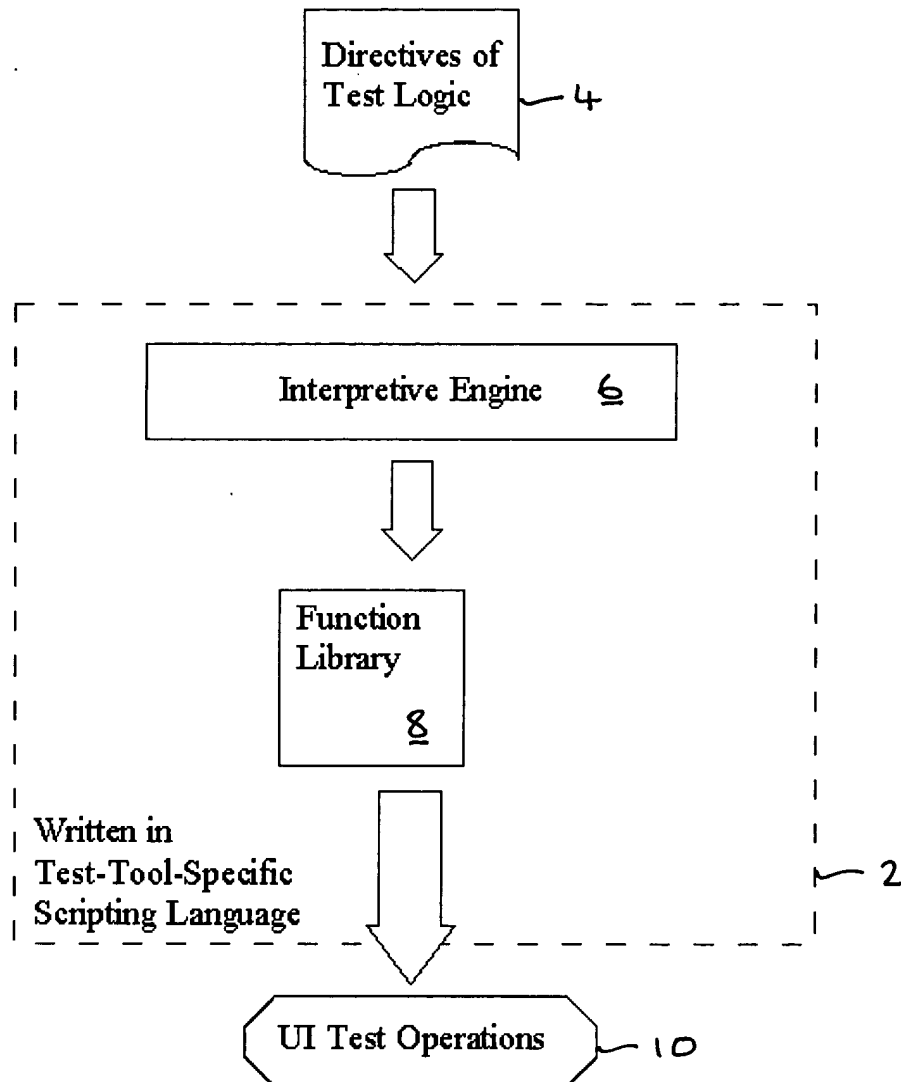 Directives of
Test Logic
4
Interpretive Engine 6
Function
Library
8
Written in
Test-Tool-Specific
Scripting Language
2
UI Test Operations
10